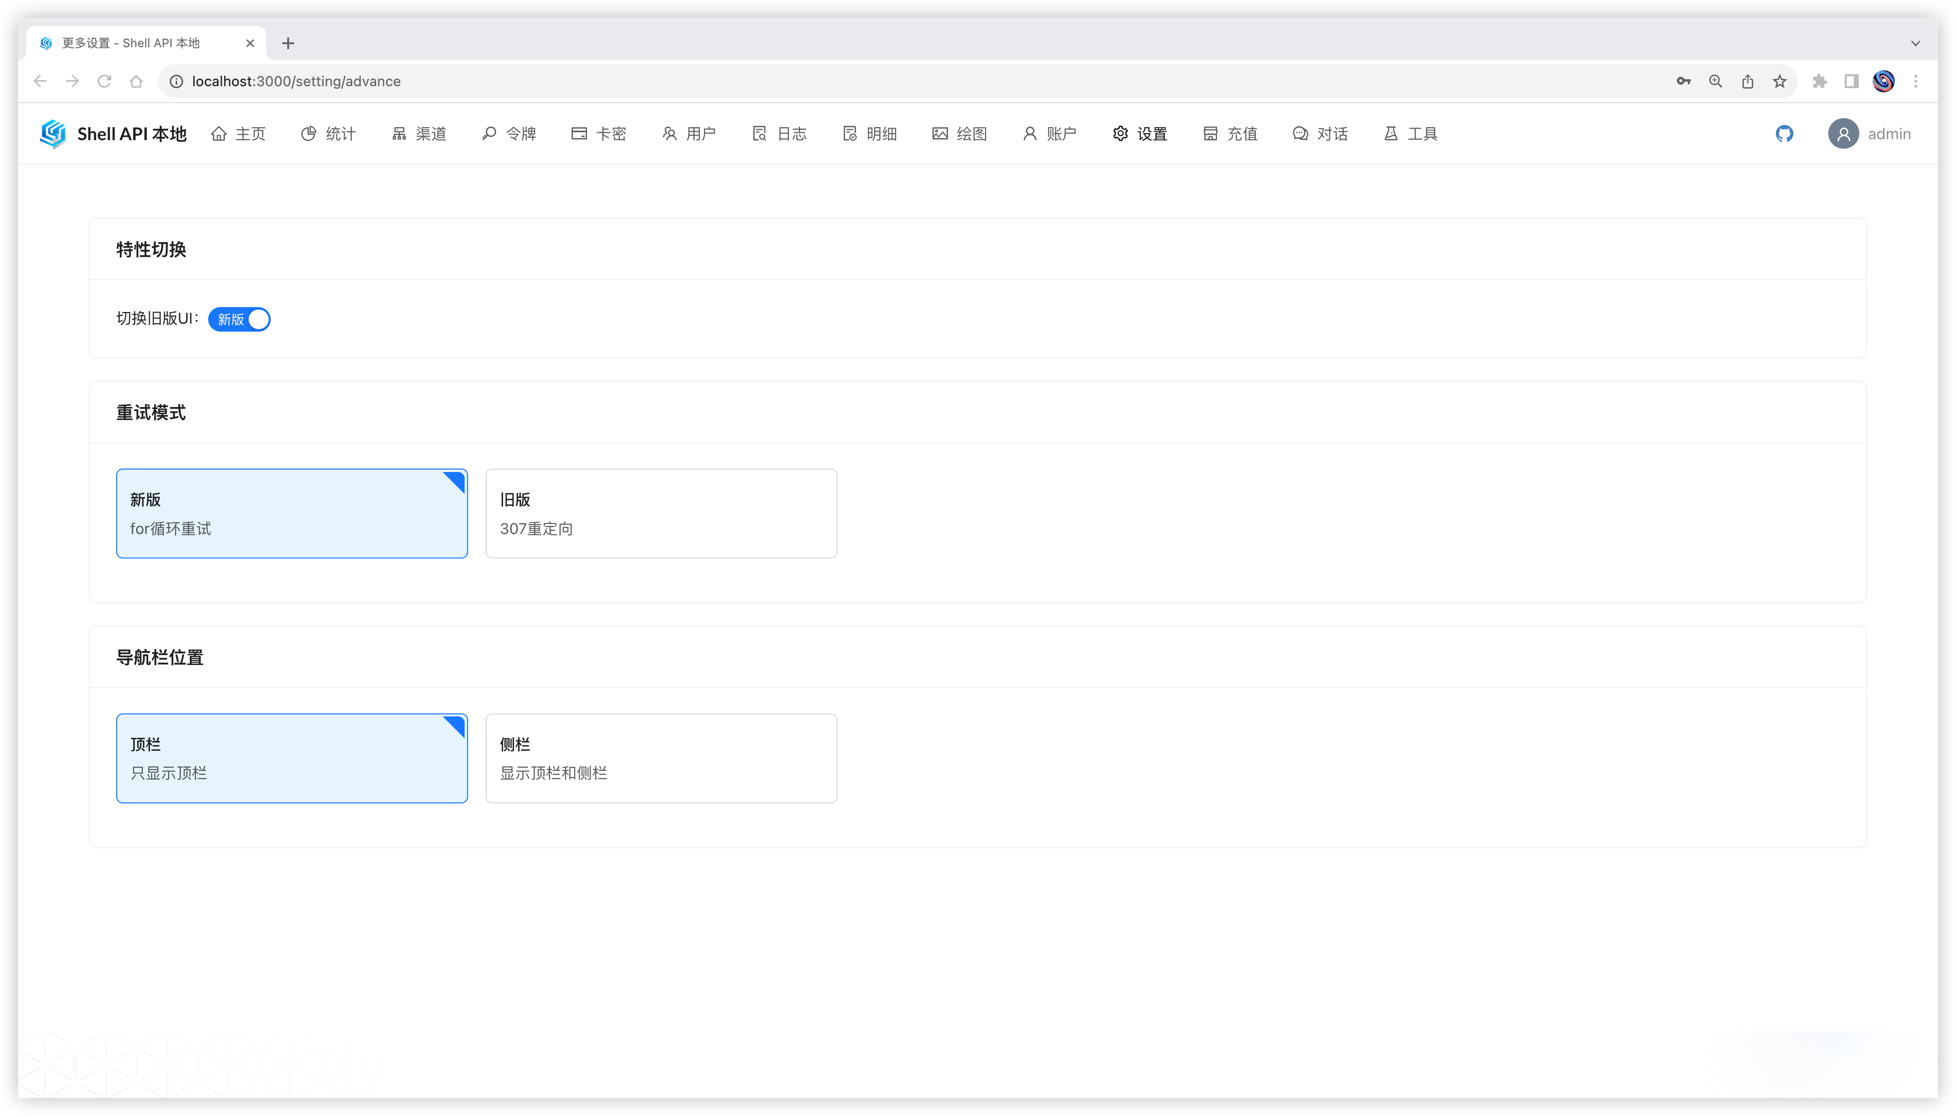 更多设置 - Shell API 本地
localhost:3000/setting/advance
Shell API 本地 主页 统计 渠道 令牌 卡密 用户 日志 明细 绘图 账户 设置 充值 对话 工具 admin
特性切换
切换旧版UI: 新版
重试模式
新版 旧版
for循环重试 307重定向
导航栏位置
顶栏 侧栏
只显示顶栏 显示顶栏和侧栏